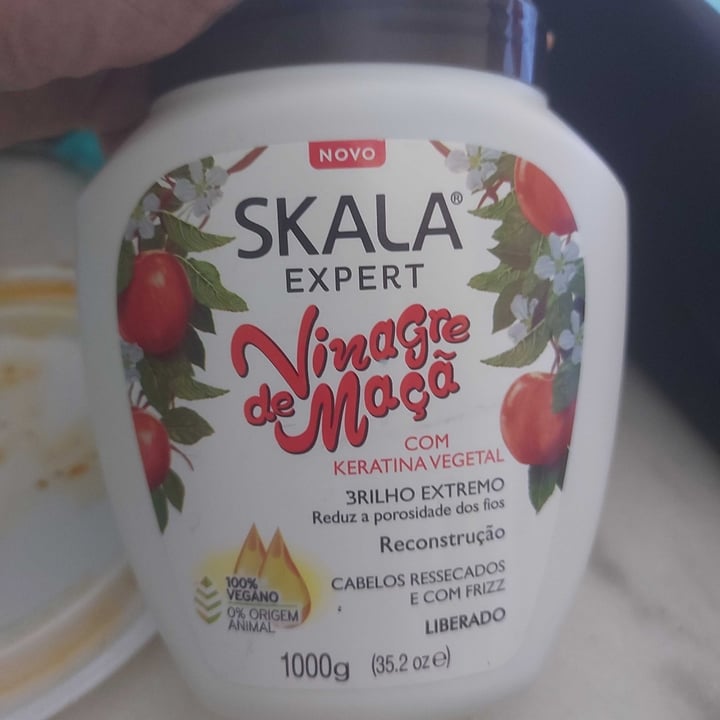 NOVO
SKALA®
EXPERT
Vinagre
de Maçã
COM
KERATINA VEGETAL
3RILHO EXTREMO
Reduz a porosidade dos fios
Reconstrução
CABELOS RESSECADOS
E COM FRIZZ
LIBERADO
100%
VEGANO
0% ORIGEM
ANIMAL
1000g (35.2 oz℮)